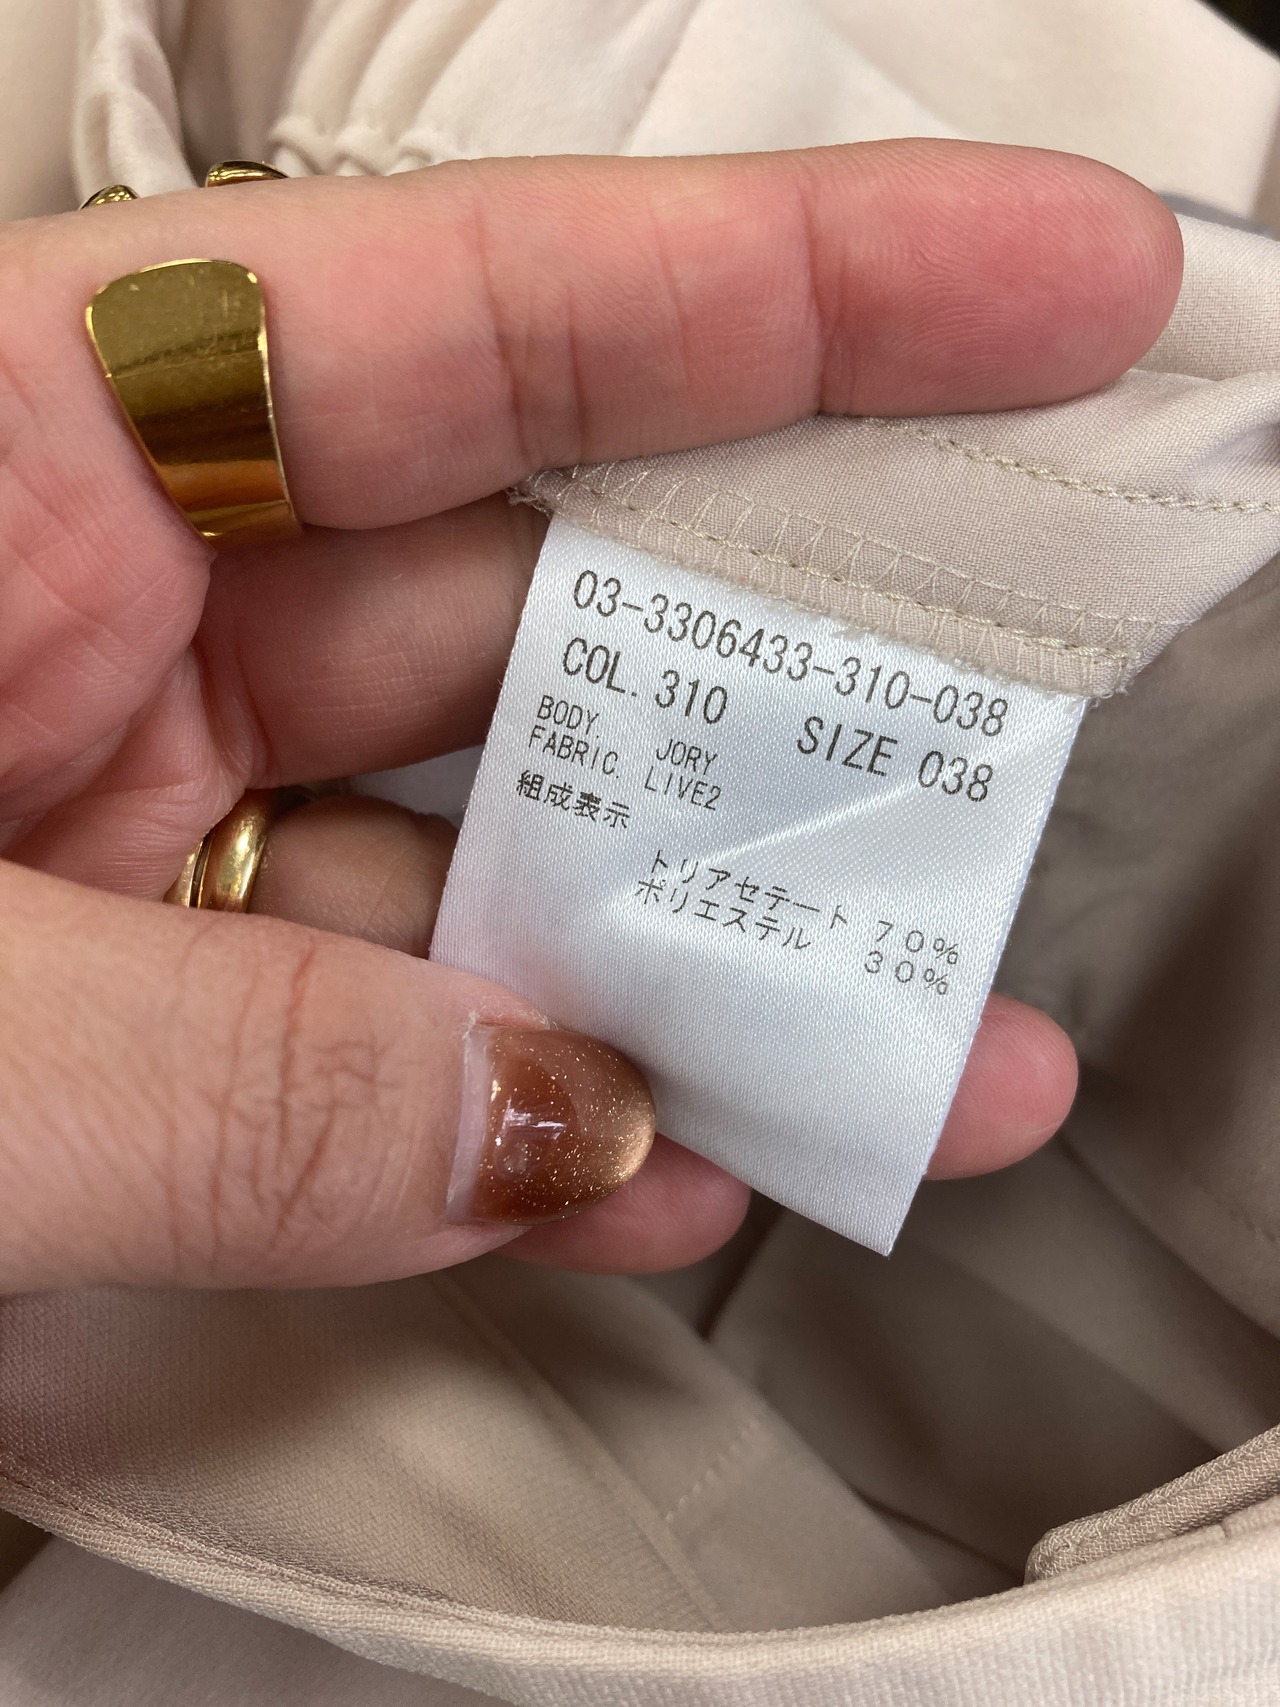 03-3306433-310-038
COL. 310 SIZE 038
BODY. JORY
FABRIC. LIVE2
組成表示
トリアセテート 70%
ポリエステル 30%